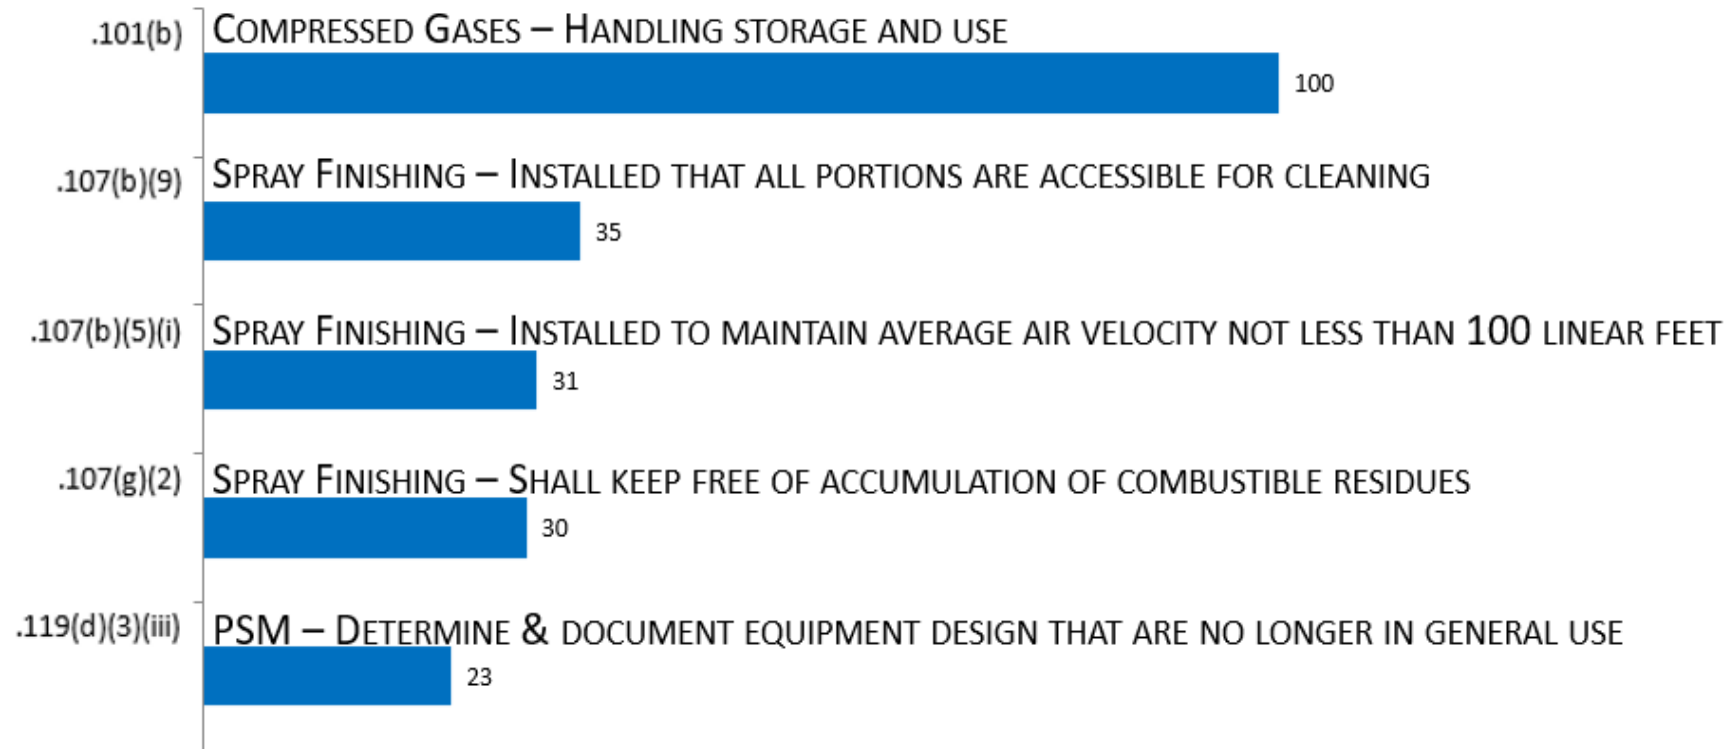 .101(b) Compressed Gases – Handling storage and use
100
.107(b)(9) Spray Finishing – Installed that all portions are accessible for cleaning
35
.107(b)(5)(i) Spray Finishing – Installed to maintain average air velocity not less than 100 linear feet
31
.107(g)(2) Spray Finishing – Shall keep free of accumulation of combustible residues
30
.119(d)(3)(iii) PSM – Determine & document equipment design that are no longer in general use
23